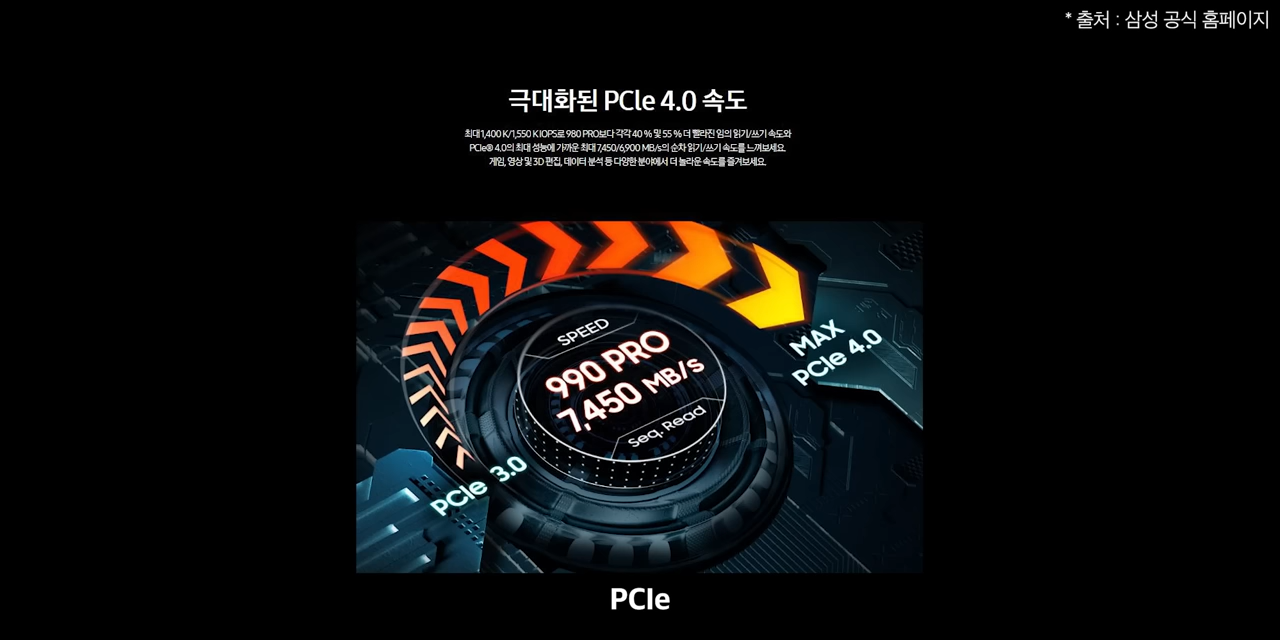 * 출처 : 삼성 공식 홈페이지
극대화된 PCle 4.0 속도
최대 1,400 K/1,550 K IOPS로 980 PRO보다 각각 40 % 및 55 % 더 빨라진 임의 읽기/쓰기 속도와
PCIe® 4.0의 최대 성능에 가까운 최대 7,450/6,900 MB/s의 순차 읽기/쓰기 속도를 느껴보세요.
게임, 영상 및 3D 편집, 데이터 분석 등 다양한 분야에서 더 놀라운 속도를 즐겨보세요.
SPEED
990 PRO
7,450 MB/s
Seq. Read
MAX
PCIe 4.0
PCIe 3.0
PCIe